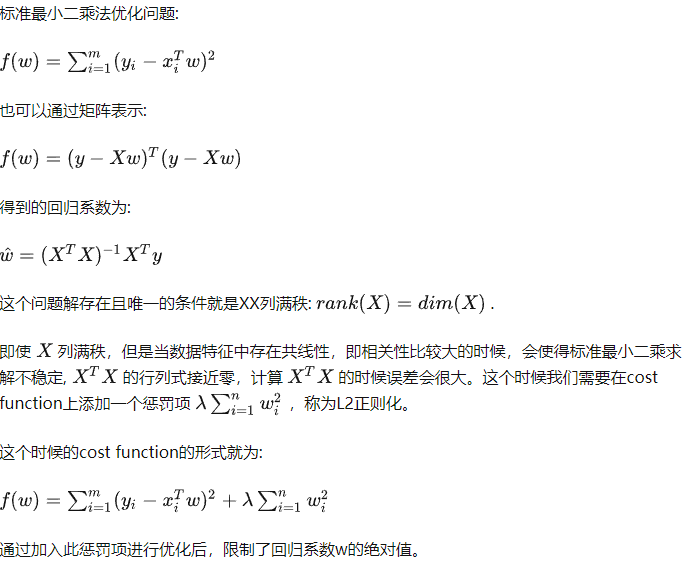 标准最小二乘法优化问题:
f(w) = ∑_{i=1}^{m}(y_i − x_i^T w)^2
也可以通过矩阵表示:
f(w) = (y − Xw)^T(y − Xw)
得到的回归系数为:
ŵ = (X^T X)^{−1}X^T y
这个问题解存在且唯一的条件就是XX列满秩: rank(X) = dim(X) .
即使 X 列满秩，但是当数据特征中存在共线性，即相关性比较大的时候，会使得标准最小二乘求
解不稳定, X^T X 的行列式接近零，计算 X^T X 的时候误差会很大。这个时候我们需要在cost
function上添加一个惩罚项 λ∑_{i=1}^{n} w_i^2 ，称为L2正则化。
这个时候的cost function的形式就为:
f(w) = ∑_{i=1}^{m}(y_i − x_i^T w)^2 + λ∑_{i=1}^{n} w_i^2
通过加入此惩罚项进行优化后，限制了回归系数w的绝对值。